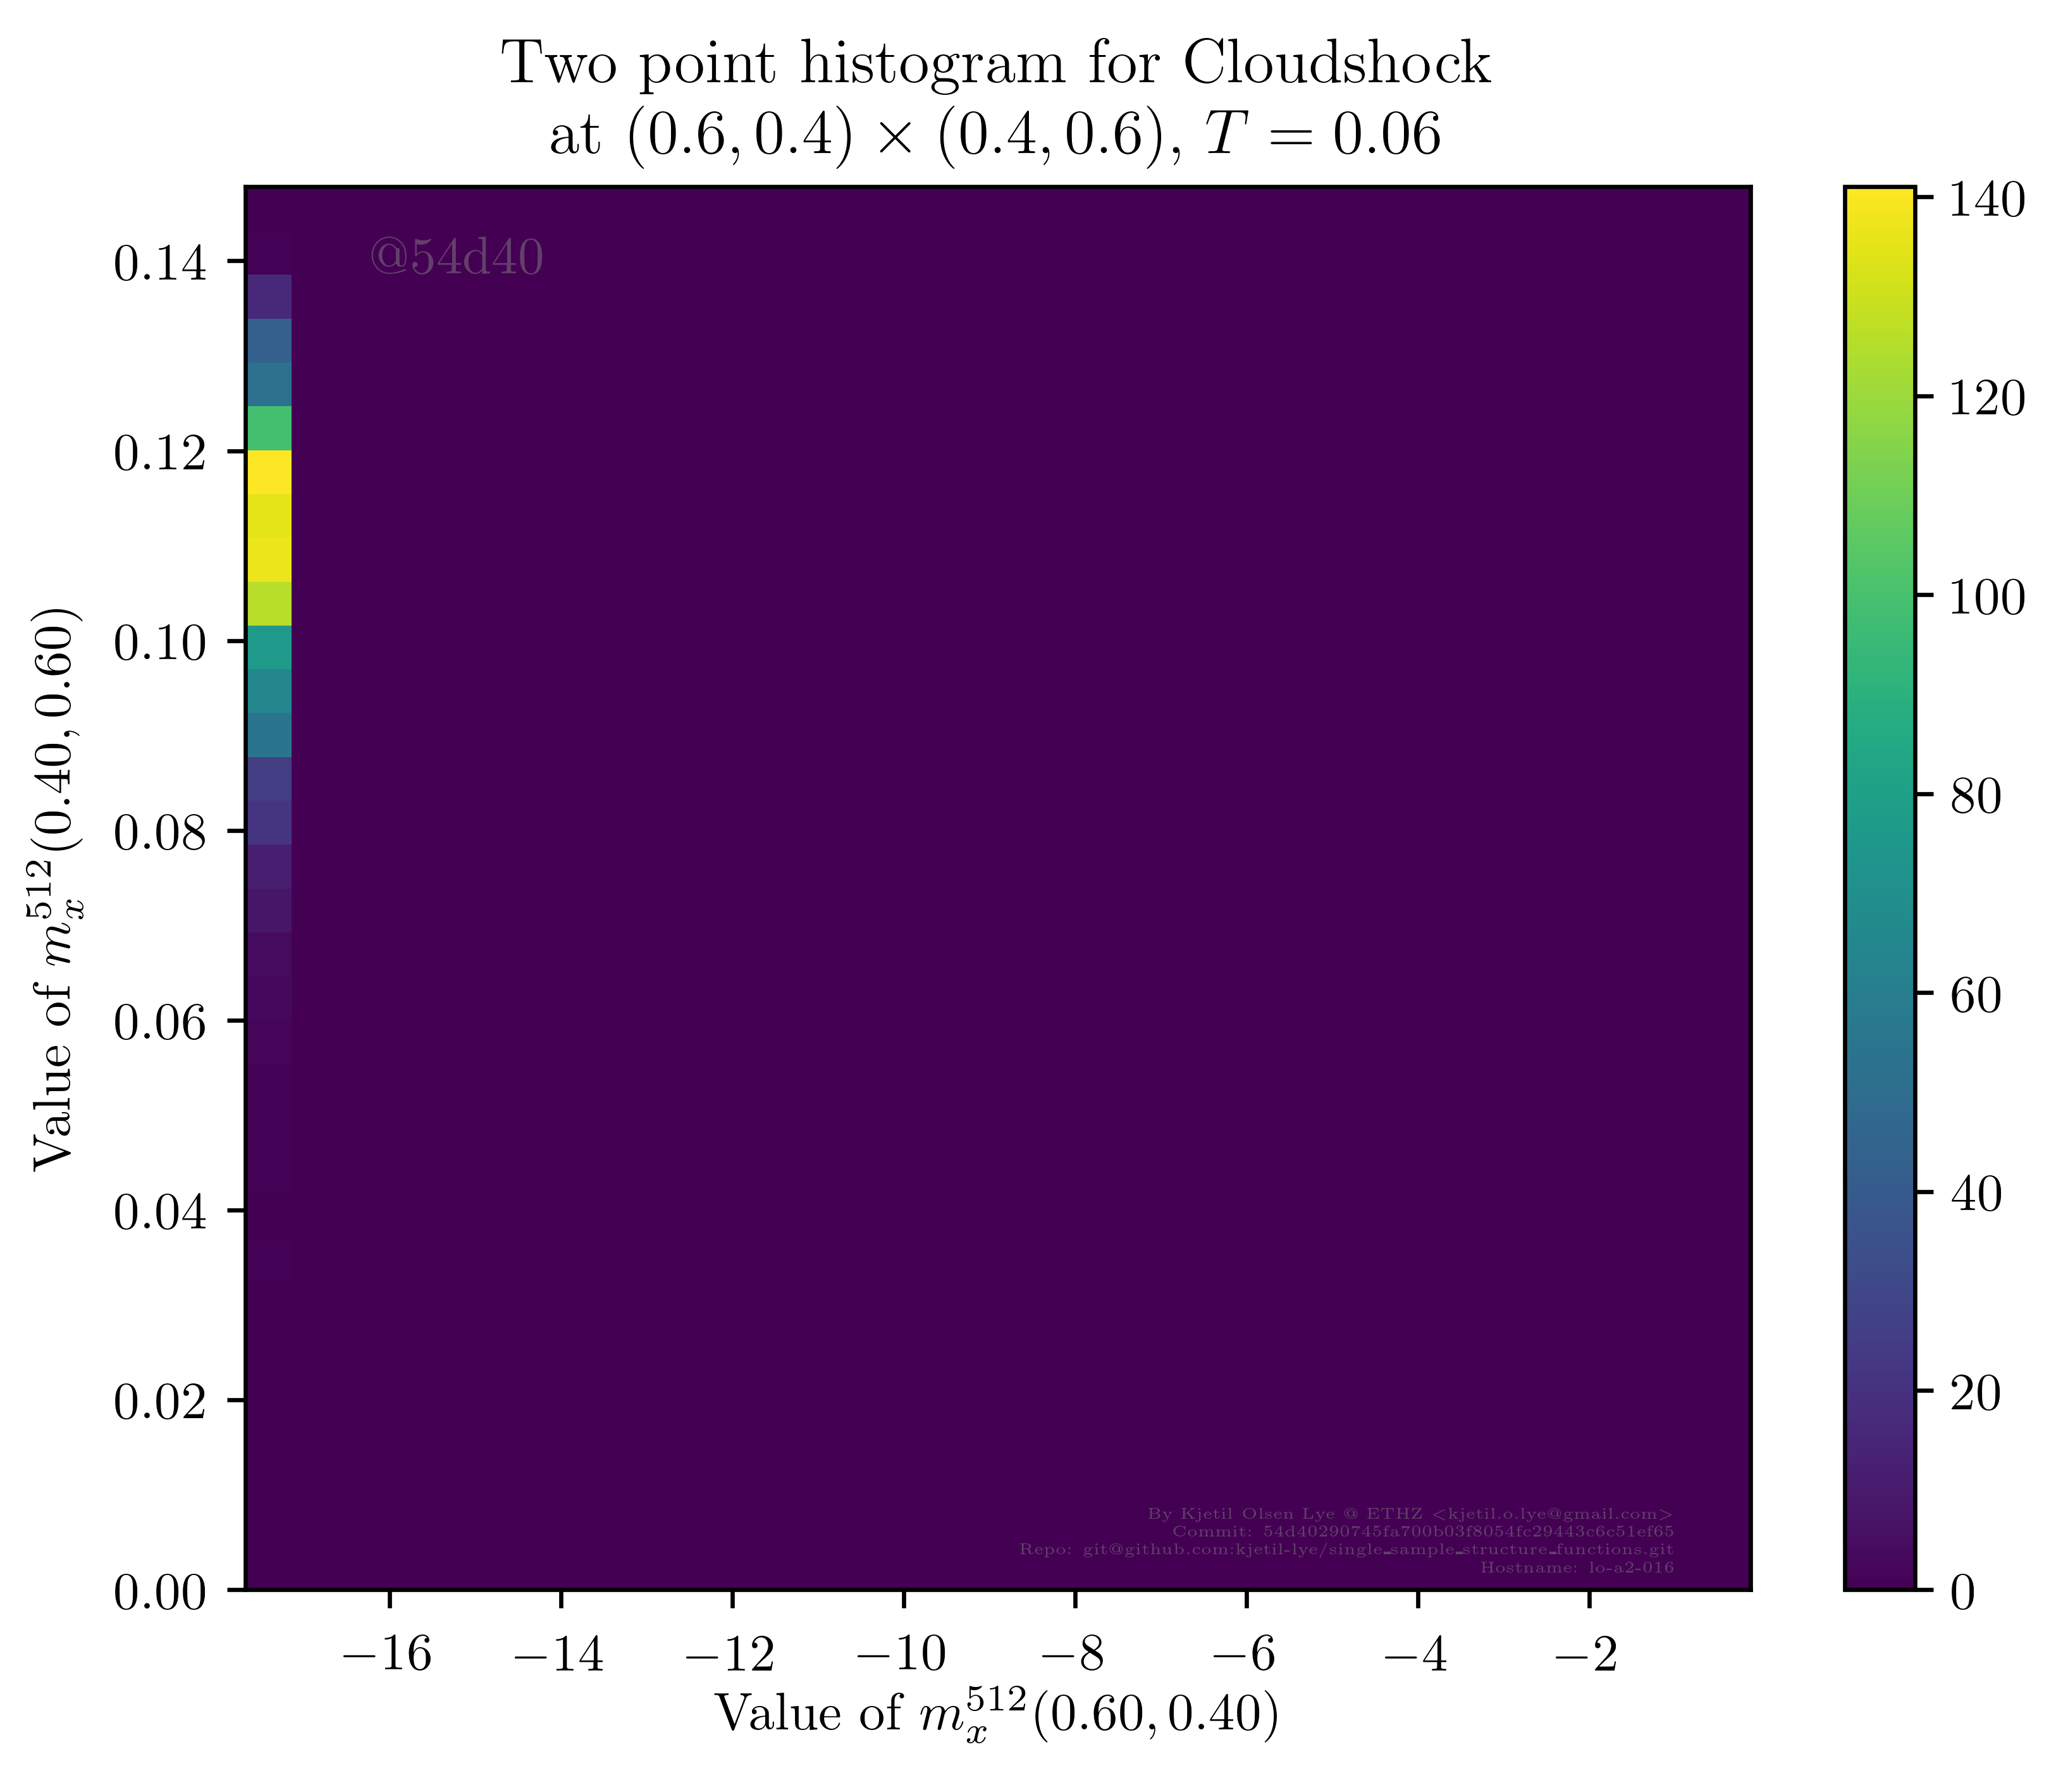 Two point histogram for Cloudshock
at (0.6, 0.4) × (0.4, 0.6), T = 0.06
@54d40
0.14
0.12
0.10
0.08
0.06
0.04
0.02
0.00
Value of m_x^512(0.40, 0.60)
−16 −14 −12 −10 −8 −6 −4 −2
Value of m_x^512(0.60, 0.40)
140
120
100
80
60
40
20
0
By Kjetil Olsen Lye @ ETHZ <kjetil.o.lye@gmail.com>
Commit: 54d40290745fa700b03f8054fc29443c6c51ef65
Repo: git@github.com:kjetil-lye/single_sample_structure_functions.git
Hostname: lo-a2-016